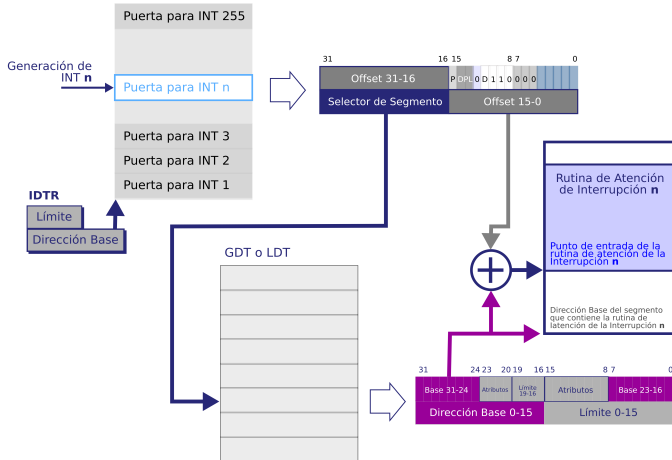 Puerta para INT 255
Generación de
INT n
Puerta para INT n
Puerta para INT 3
Puerta para INT 2
Puerta para INT 1
IDTR
Límite
Dirección Base
31 16 15 8 7 0
Offset 31-16 P DPL 0 D 1 1 0 0 0 0
Selector de Segmento Offset 15-0
Rutina de Atención
de Interrupción n
Punto de entrada de la
rutina de atención de la
Interrupción n
Dirección Base del segmento
que contiene la rutina de
latención de la Interrupción n
GDT o LDT
31 24 23 20 19 16 15 8 7 0
Base 31-24 Atributos Límite
19-16 Atributos Base 23-16
Dirección Base 0-15 Límite 0-15